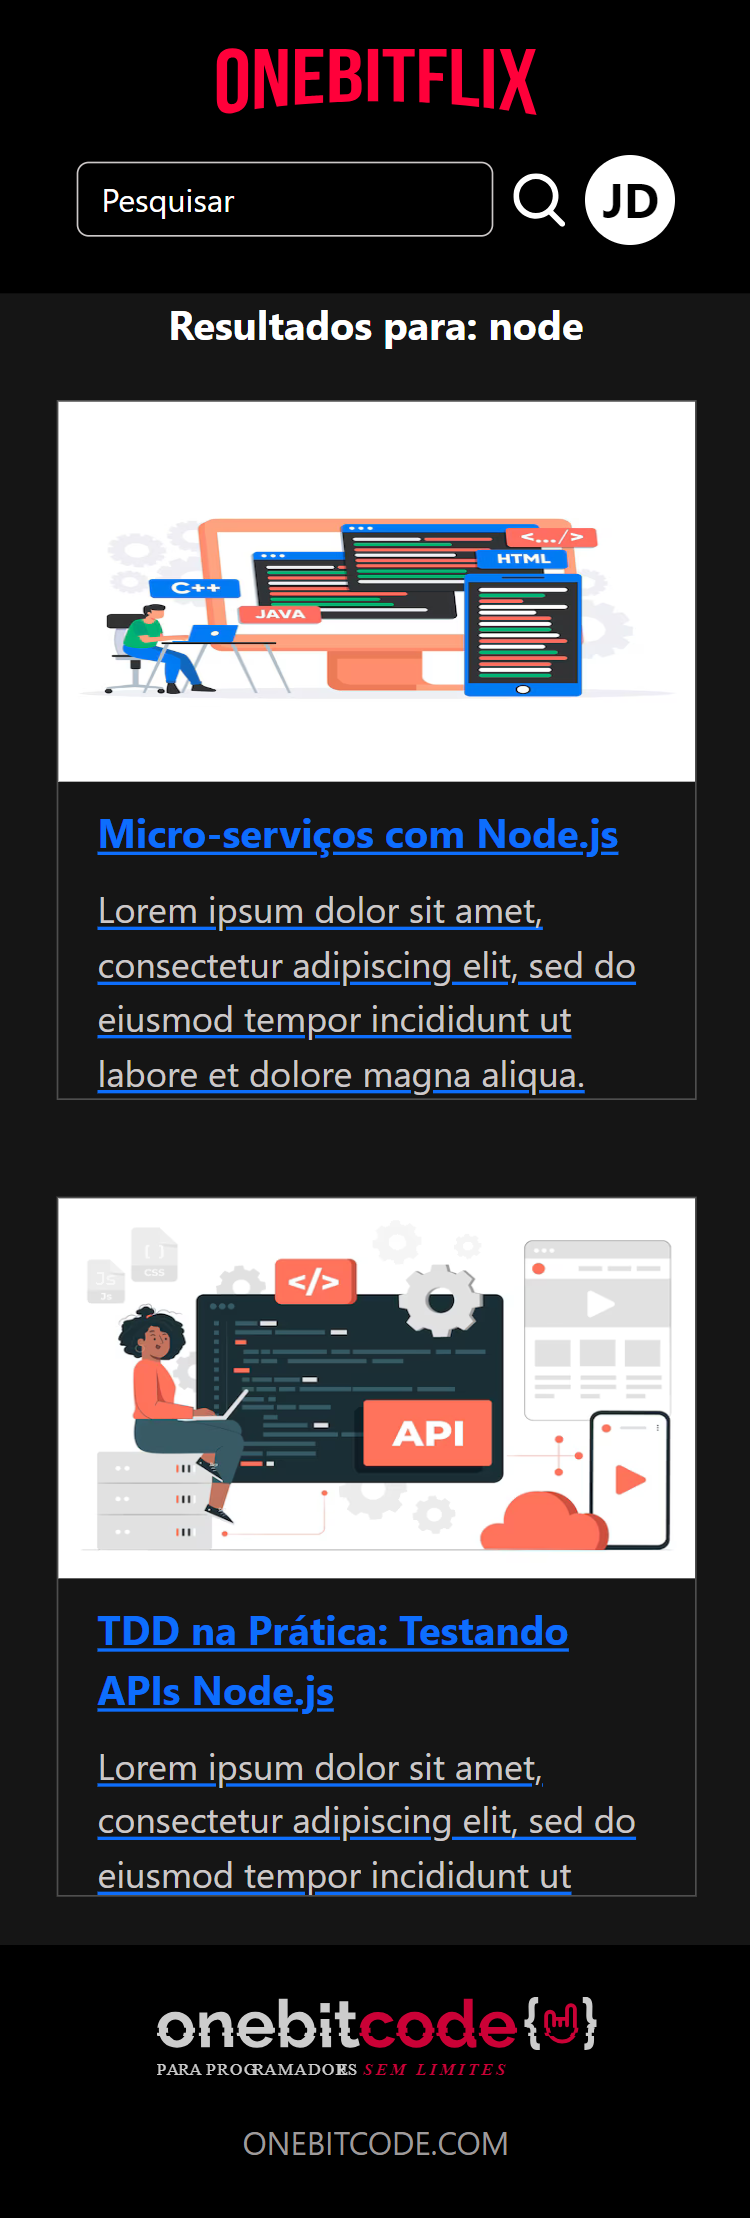 ONEBITFLIX
Pesquisar
JD
Resultados para: node
<.../>
HTML
C++
JAVA
Micro-serviços com Node.js
Lorem ipsum dolor sit amet,
consectetur adipiscing elit, sed do
eiusmod tempor incididunt ut
labore et dolore magna aliqua.
{ }
CSS
Js
Js
</>
API
TDD na Prática: Testando
APIs Node.js
Lorem ipsum dolor sit amet,
consectetur adipiscing elit, sed do
eiusmod tempor incididunt ut
onebitcode{ }
PARA PROGRAMADORES SEM LIMITES
ONEBITCODE.COM